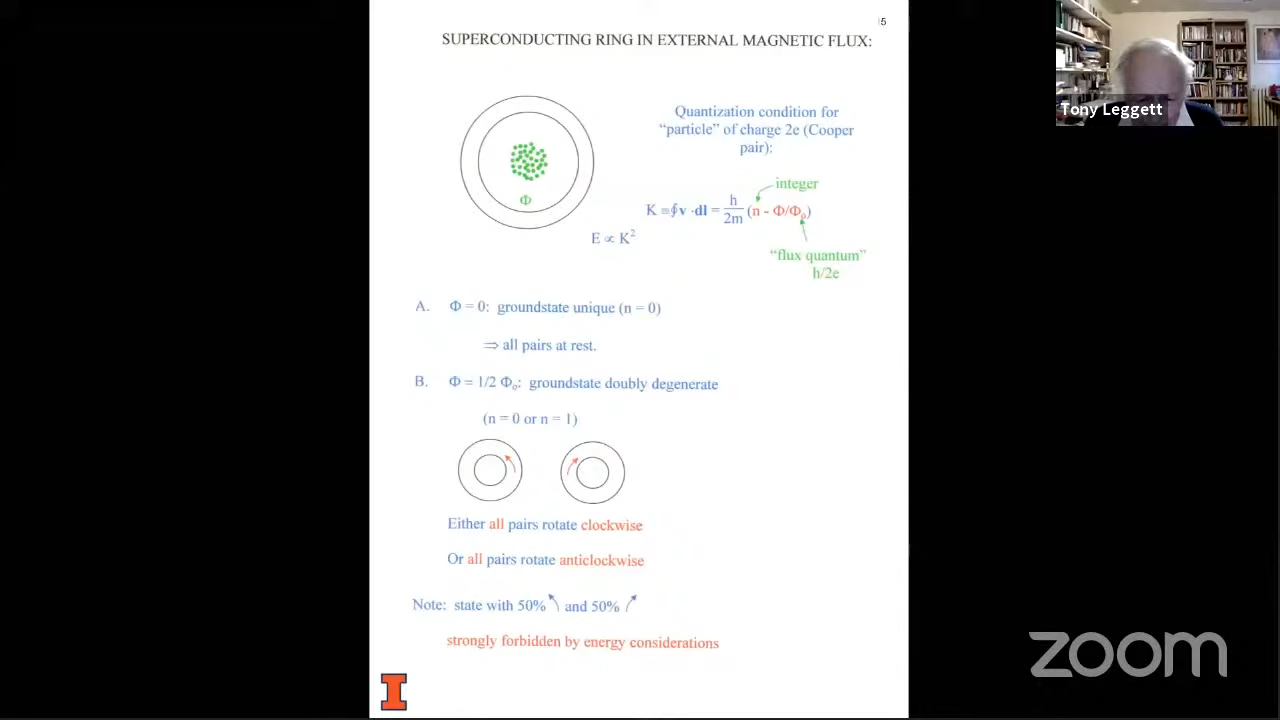 15
SUPERCONDUCTING RING IN EXTERNAL MAGNETIC FLUX:
Tony Leggett
Quantization condition for
“particle” of charge 2e (Cooper
pair):
Φ
integer
K ≡∮v ·dl = h/2m (n - Φ/Φo)
E ∝ K²
“flux quantum”
h/2e
A. Φ = 0: groundstate unique (n = 0)
⇒ all pairs at rest.
B. Φ = 1/2 Φo: groundstate doubly degenerate
(n = 0 or n = 1)
Either all pairs rotate clockwise
Or all pairs rotate anticlockwise
Note: state with 50% and 50%
strongly forbidden by energy considerations
I
zoom